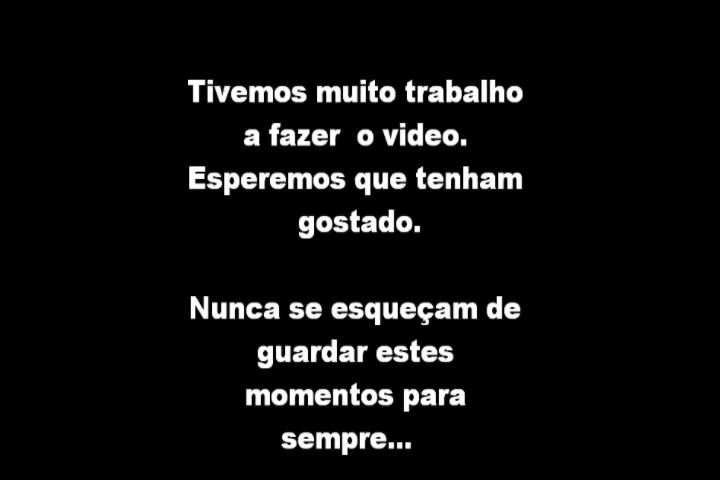 Tivemos muito trabalho
a fazer o video.
Esperemos que tenham
gostado.
Nunca se esqueçam de
guardar estes
momentos para
sempre...